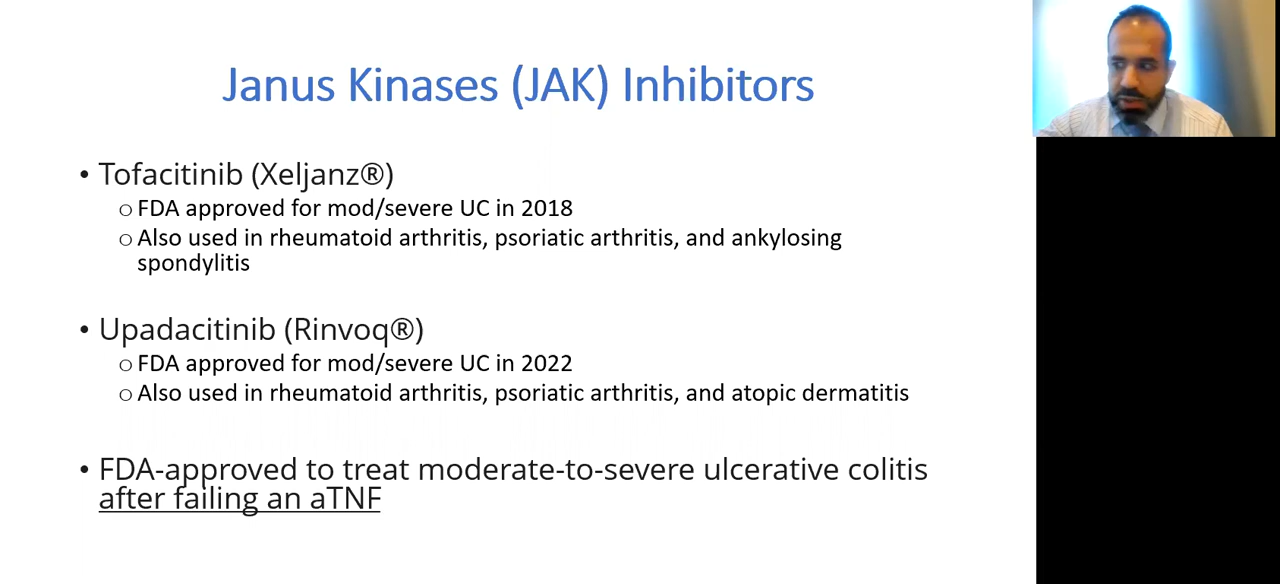 Janus Kinases (JAK) Inhibitors
• Tofacitinib (Xeljanz®)
○ FDA approved for mod/severe UC in 2018
○ Also used in rheumatoid arthritis, psoriatic arthritis, and ankylosing
spondylitis
• Upadacitinib (Rinvoq®)
○ FDA approved for mod/severe UC in 2022
○ Also used in rheumatoid arthritis, psoriatic arthritis, and atopic dermatitis
• FDA-approved to treat moderate-to-severe ulcerative colitis
after failing an aTNF